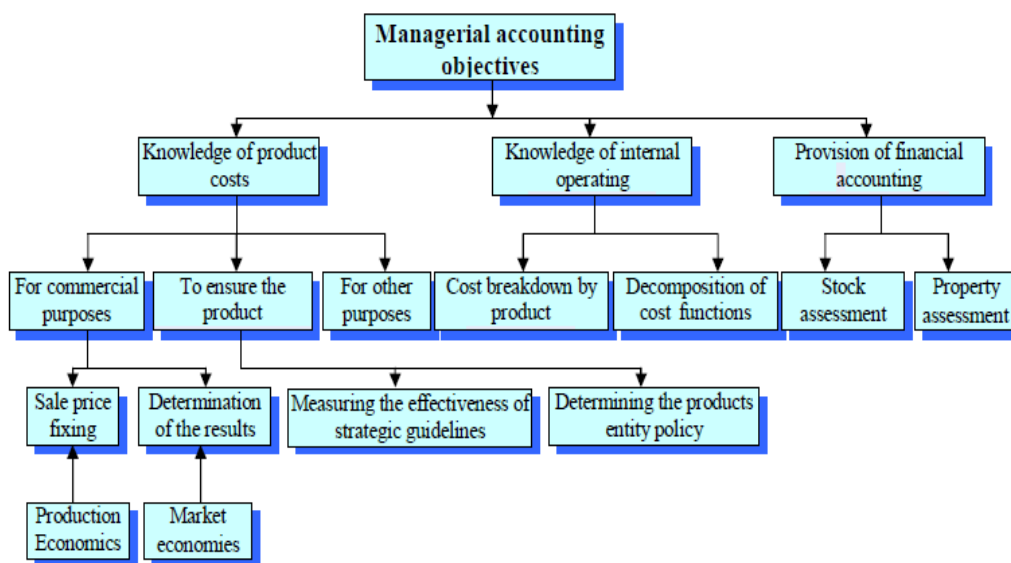 Managerial accounting
objectives
Knowledge of product
costs
Knowledge of internal
operating
Provision of financial
accounting
For commercial
purposes
To ensure the
product
For other
purposes
Cost breakdown by
product
Decomposition of
cost functions
Stock
assessment
Property
assessment
Sale price
fixing
Determination
of the results
Measuring the effectiveness of
strategic guidelines
Determining the products
entity policy
Production
Economics
Market
economies